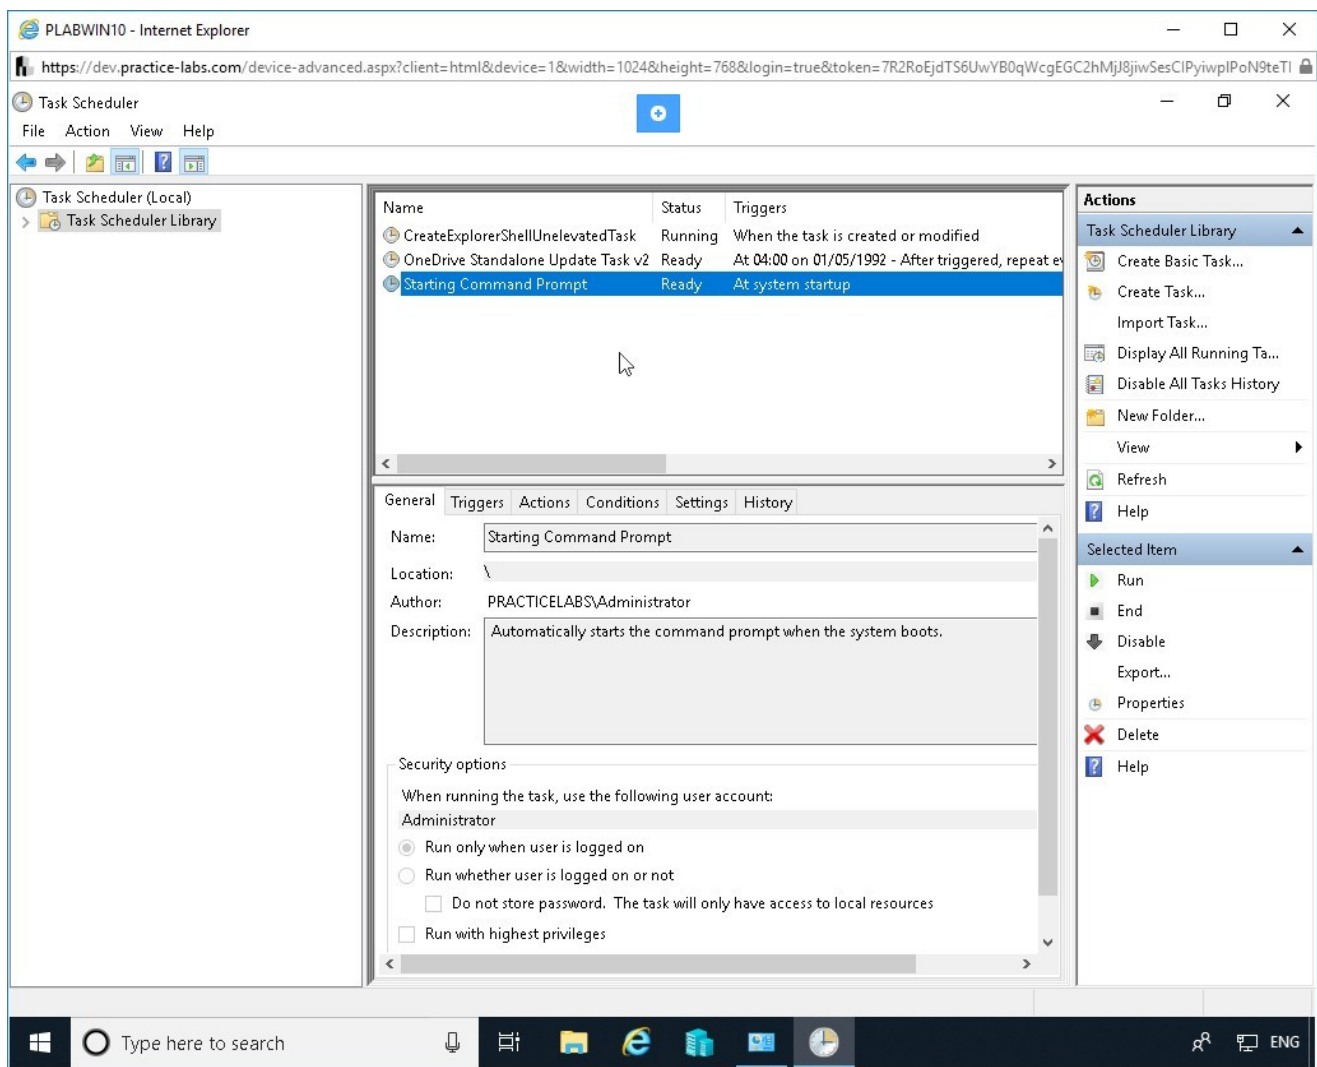 PLABWIN10 - Internet Explorer
https://dev.practice-labs.com/device-advanced.aspx?client=html&device=1&width=1024&height=768&login=true&token=
Task Scheduler
File Action View Help
Task Scheduler (Local)
Task Scheduler Library
Name Status Triggers
CreateExplorerShellUnelevatedTask Running When the task is created or modified
OneDrive Standalone Update Task v2 Ready At 04:00 on 01/05/1992 - After triggered, repeat ev
Starting Command Prompt Ready At system startup
General Triggers Actions Conditions Settings History
Name: Starting Command Prompt
Location: \
Author: PRACTICELABS\Administrator
Description: Automatically starts the command prompt when the system boots.
Security options
When running the task, use the following user account:
Administrator
Run only when user is logged on
Run whether user is logged on or not
Do not store password. The task will only have access to local resources
Run with highest privileges
Actions
Task Scheduler Library
Create Basic Task...
Create Task...
Import Task...
Display All Running Ta...
Disable All Tasks History
New Folder...
View
Refresh
Help
Selected Item
Run
End
Disable
Export...
Properties
Delete
Help
Type here to search
ENG